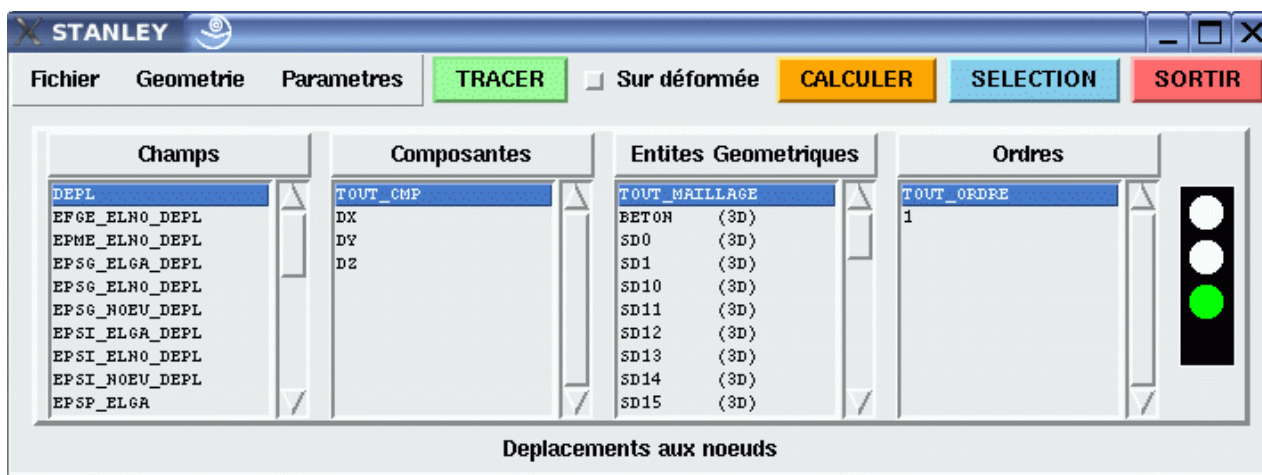 STANLEY
Fichier Geometrie Parametres TRACER Sur déformée CALCULER SELECTION SORTIR
Champs Composantes Entites Geometriques Ordres
DEPL TOUT_CMP TOUT_MAILLAGE TOUT_ORDRE
EFGE_ELNO_DEPL DX BETON (3D) 1
EPME_ELNO_DEPL DY SD0 (3D)
EPSG_ELGA_DEPL DZ SD1 (3D)
EPSG_ELNO_DEPL SD10 (3D)
EPSG_NOEU_DEPL SD11 (3D)
EPSI_ELGA_DEPL SD12 (3D)
EPSI_ELNO_DEPL SD13 (3D)
EPSI_NOEU_DEPL SD14 (3D)
EPSP_ELGA SD15 (3D)
Deplacements aux noeuds